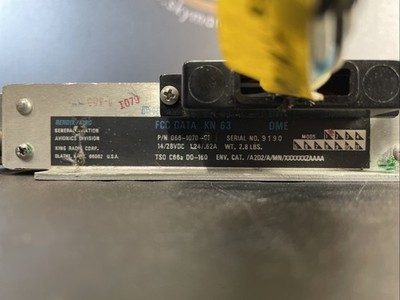 I073
BENDIX/KING
GENERAL AVIATION
AVIONICS DIVISION
KING RADIO CORP.
OLATHE, KS. 66062 U.S.A.
FCC DATA KN 63 DME
P/N 066-1070-01 SERIAL NO. 9190
14/28VDC 1.24/.62A WT. 2.8 LBS.
TSO C66a DO-160 ENV. CAT. /A2D2/A/MN/XXXXXXZAAAA
MODS